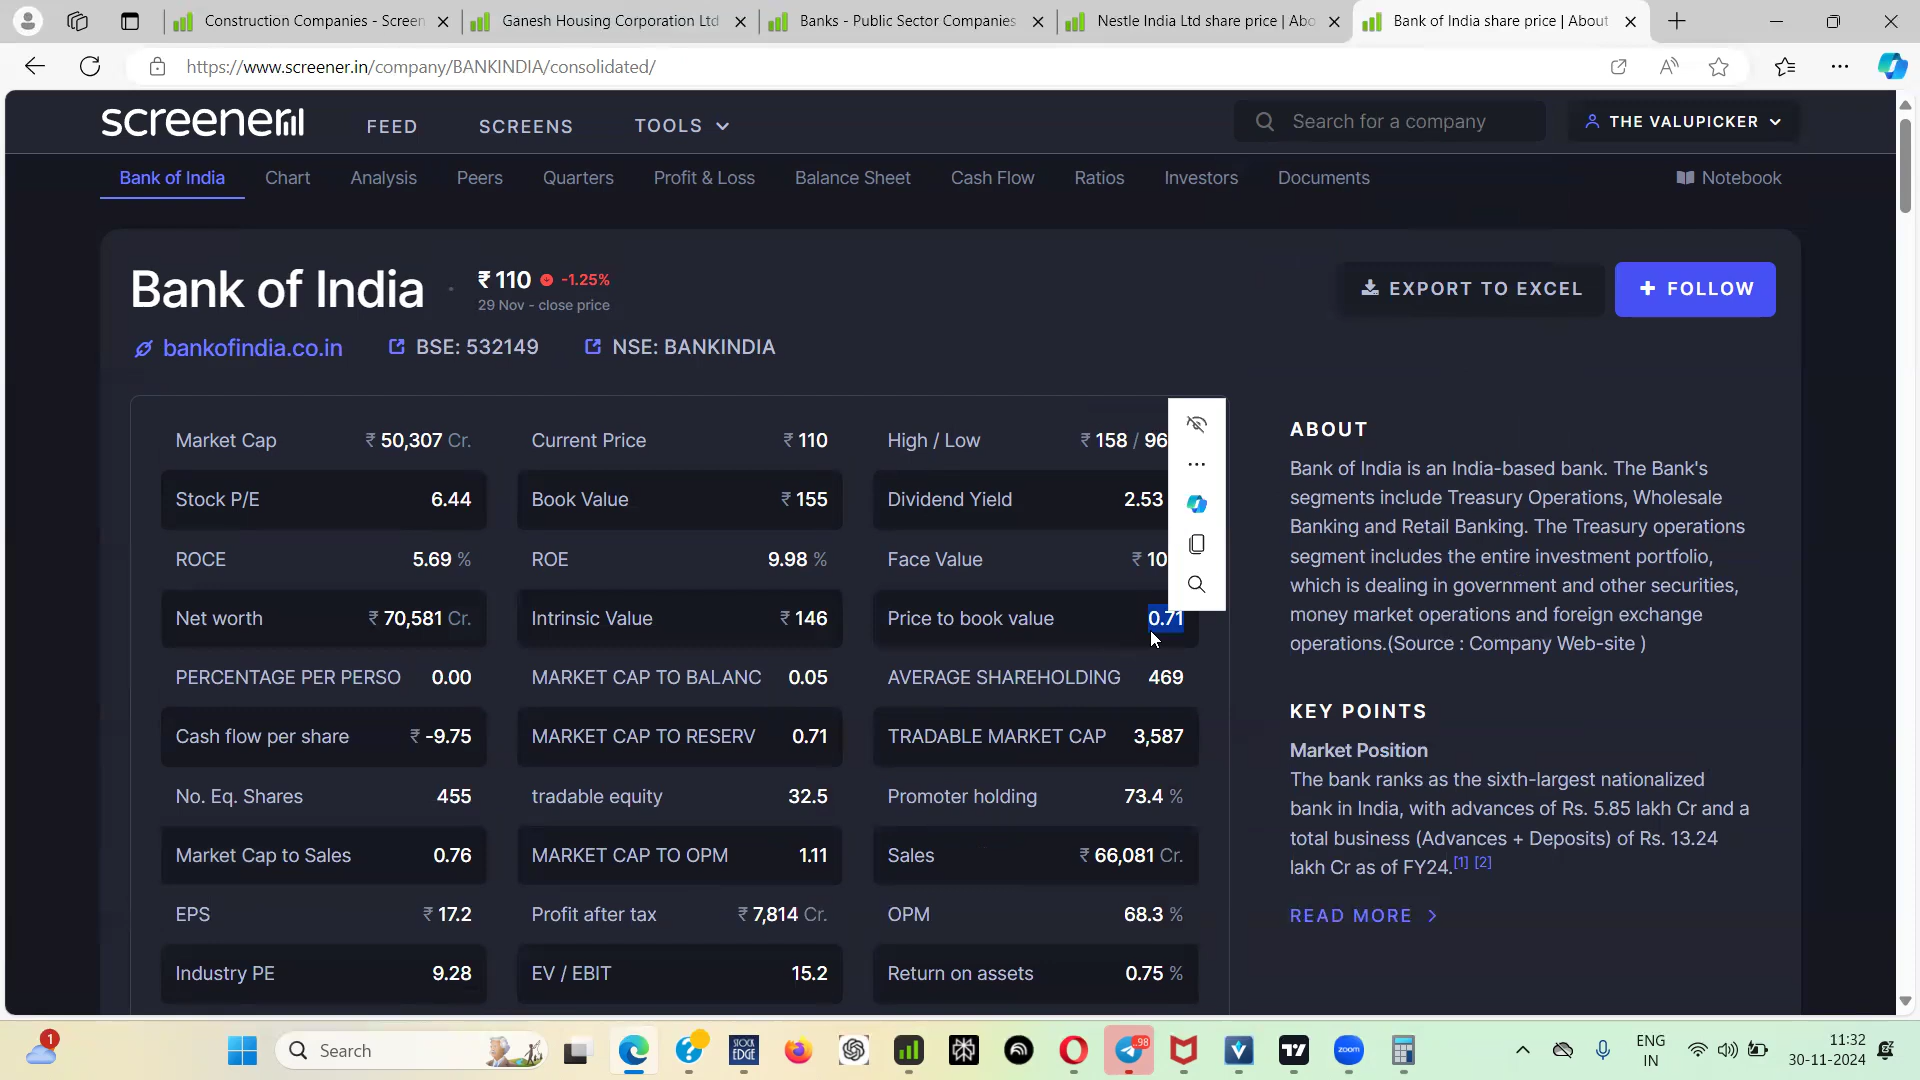 Construction Companies - Screen
Ganesh Housing Corporation Ltd
Banks - Public Sector Companies
Nestle India Ltd share price | Abo
Bank of India share price | About
https://www.screener.in/company/BANKINDIA/consolidated/
screener
FEED
SCREENS
TOOLS
Search for a company
THE VALUPICKER
Bank of India
Chart
Analysis
Peers
Quarters
Profit & Loss
Balance Sheet
Cash Flow
Ratios
Investors
Documents
Notebook
Bank of India
₹ 110 -1.25%
29 Nov - close price
EXPORT TO EXCEL
+ FOLLOW
bankofindia.co.in
BSE: 532149
NSE: BANKINDIA
Market Cap ₹ 50,307 Cr.
Current Price ₹ 110
High / Low ₹ 158 / 96
Stock P/E 6.44
Book Value ₹ 155
Dividend Yield 2.53
ROCE 5.69 %
ROE 9.98 %
Face Value ₹ 10
Net worth ₹ 70,581 Cr.
Intrinsic Value ₹ 146
Price to book value 0.71
PERCENTAGE PER PERSO 0.00
MARKET CAP TO BALANC 0.05
AVERAGE SHAREHOLDING 469
Cash flow per share ₹ -9.75
MARKET CAP TO RESERV 0.71
TRADABLE MARKET CAP 3,587
No. Eq. Shares 455
tradable equity 32.5
Promoter holding 73.4 %
Market Cap to Sales 0.76
MARKET CAP TO OPM 1.11
Sales ₹ 66,081 Cr.
EPS ₹ 17.2
Profit after tax ₹ 7,814 Cr.
OPM 68.3 %
Industry PE 9.28
EV / EBIT 15.2
Return on assets 0.75 %
ABOUT
Bank of India is an India-based bank. The Bank's
segments include Treasury Operations, Wholesale
Banking and Retail Banking. The Treasury operations
segment includes the entire investment portfolio,
which is dealing in government and other securities,
money market operations and foreign exchange
operations.(Source : Company Web-site )
KEY POINTS
Market Position
The bank ranks as the sixth-largest nationalized
bank in India, with advances of Rs. 5.85 lakh Cr and a
total business (Advances + Deposits) of Rs. 13.24
lakh Cr as of FY24.[1] [2]
READ MORE
1
Search
STOCK
EDGE
98
zoom
ENG
IN
11:32
30-11-2024